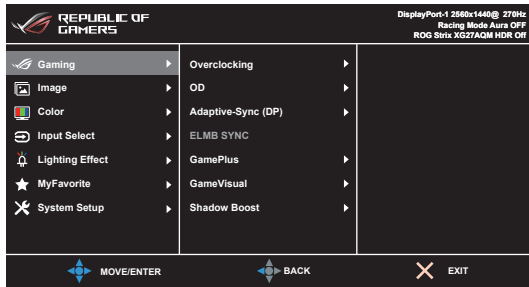 REPUBLIC OF
GAMERS
DisplayPort-1 2560x1440@ 270Hz
Racing Mode Aura OFF
ROG Strix XG27AQM HDR Off
Gaming
Image
Color
Input Select
Lighting Effect
MyFavorite
System Setup
Overclocking
OD
Adaptive-Sync (DP)
ELMB SYNC
GamePlus
GameVisual
Shadow Boost
MOVE/ENTER
BACK
EXIT